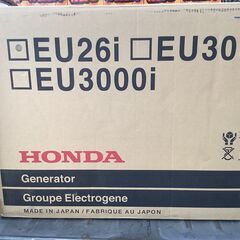 EU26i EU30
EU3000i
HONDA
Generator
Groupe Electrogene
MADE IN JAPAN / FABRIQUE AU JAPON